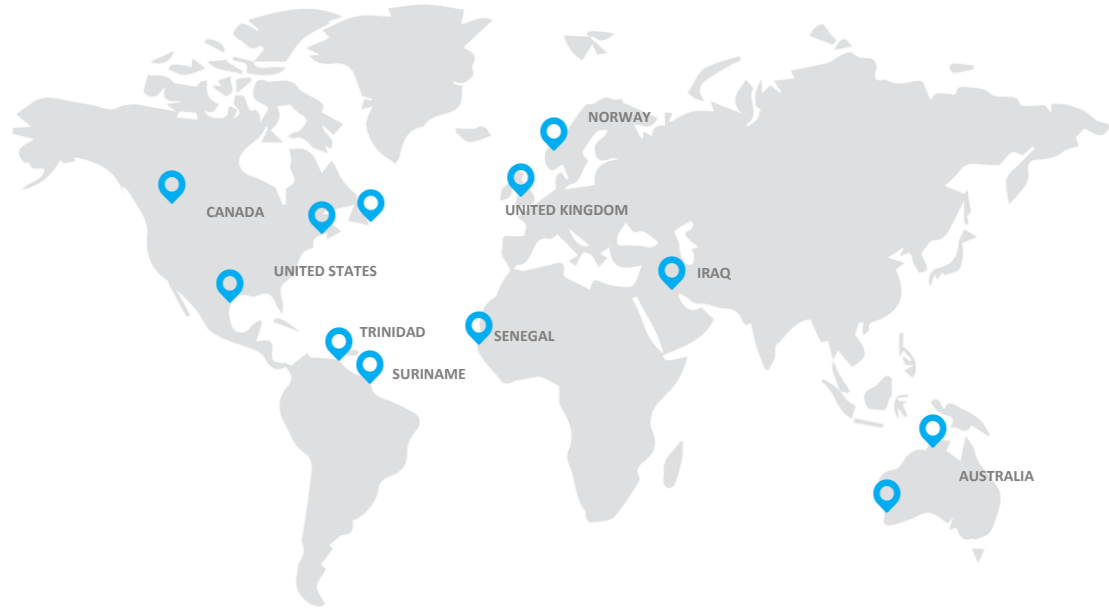 NORWAY
CANADA
UNITED KINGDOM
UNITED STATES
IRAQ
TRINIDAD
SENEGAL
SURINAME
AUSTRALIA